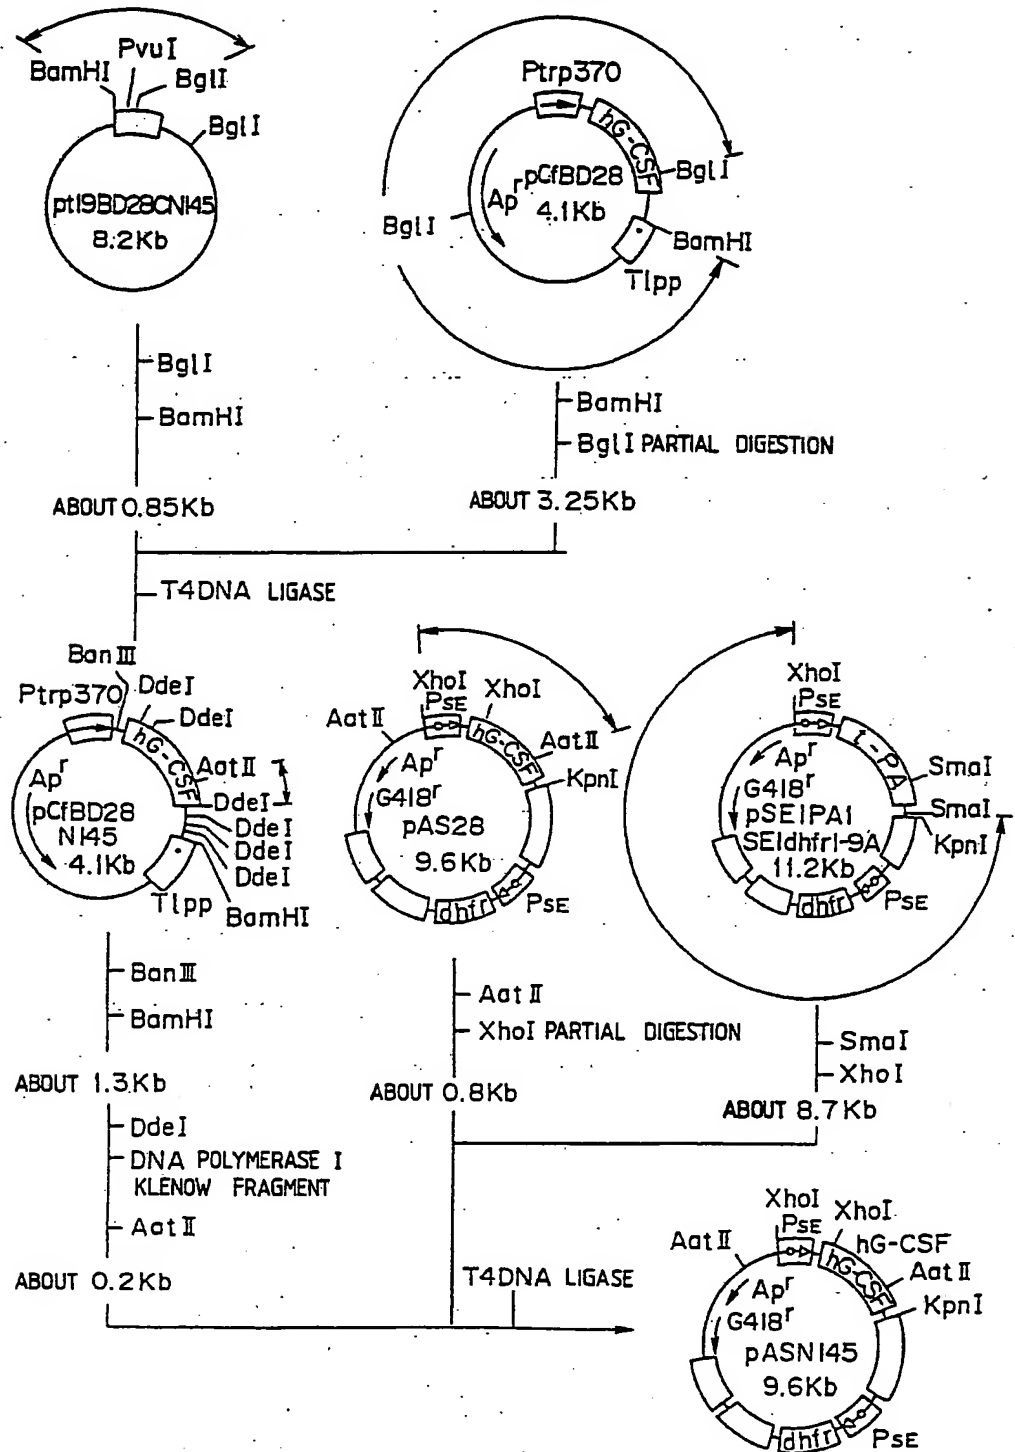 PvuI
BamHI
BglI
BglI
pt19BD28CN145
8.2Kb
Ptrp370
hG-CSF
BglI
Apr
pCfBD28
4.1Kb
BglI
BamHI
Tlpp
BglI
BamHI
ABOUT 0.85Kb
BamHI
BglI PARTIAL DIGESTION
ABOUT 3.25Kb
T4DNA LIGASE
BanIII
Ptrp370
DdeI
DdeI
hG-CSF
AatII
DdeI
DdeI
DdeI
DdeI
Apr
pCfBD28
N145
4.1Kb
Tlpp
BamHI
XhoI
PSE
XhoI
AatII
hG-CSF
AatII
KpnI
Apr
G418r
pAS28
9.6Kb
dhfr
PSE
XhoI
PSE
t-PA
SmaI
SmaI
KpnI
Apr
G418r
pSE1PA1
SE1dhfr1-9A
11.2Kb
dhfr
PSE
BanIII
BamHI
ABOUT 1.3Kb
DdeI
DNA POLYMERASE I
KLENOW FRAGMENT
AatII
ABOUT 0.2Kb
AatII
XhoI PARTIAL DIGESTION
ABOUT 0.8Kb
SmaI
XhoI
ABOUT 8.7Kb
T4DNA LIGASE
XhoI
PSE
XhoI
hG-CSF
AatII
hG-CSF
AatII
KpnI
Apr
G418r
pASN145
9.6Kb
dhfr
PSE